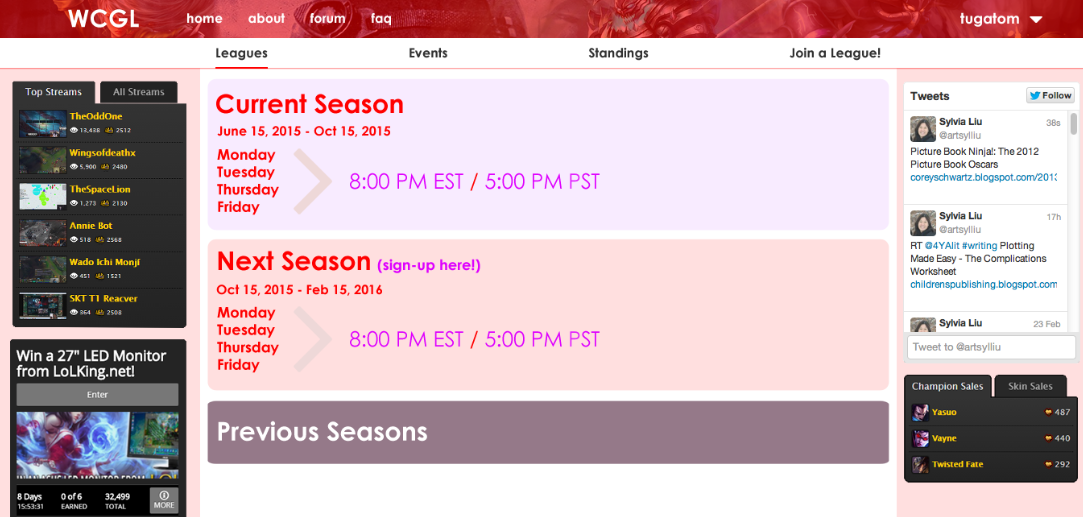 WCGL
home about forum faq
tugatom
Leagues Events Standings Join a League!
Top Streams All Streams
TheOddOne
13,438 2512
Wingsofdeathx
5,900 2480
TheSpaceLion
1,273 2130
Annie Bot
518 2568
Wado Ichi Monji
451 1521
SKT T1 Reacver
364 2508
Win a 27" LED Monitor
from LoLKing.net!
Enter
8 Days 0 of 6 32,499
15:53:31 EARNED TOTAL MORE
Current Season
June 15, 2015 - Oct 15, 2015
Monday
Tuesday
Thursday
Friday
8:00 PM EST / 5:00 PM PST
Next Season (sign-up here!)
Oct 15, 2015 - Feb 15, 2016
Monday
Tuesday
Thursday
Friday
8:00 PM EST / 5:00 PM PST
Previous Seasons
Tweets Follow
Sylvia Liu 38s
@artsylliu
Picture Book Ninja!: The 2012
Picture Book Oscars
coreyschwartz.blogspot.com/2013
Sylvia Liu 17h
@artsylliu
RT @4YAlit #writing Plotting
Made Easy - The Complications
Worksheet
childrenspublishing.blogspot.com
Sylvia Liu 23 Feb
@artsylliu
Tweet to @artsylliu
Champion Sales Skin Sales
Yasuo 487
Vayne 440
Twisted Fate 292